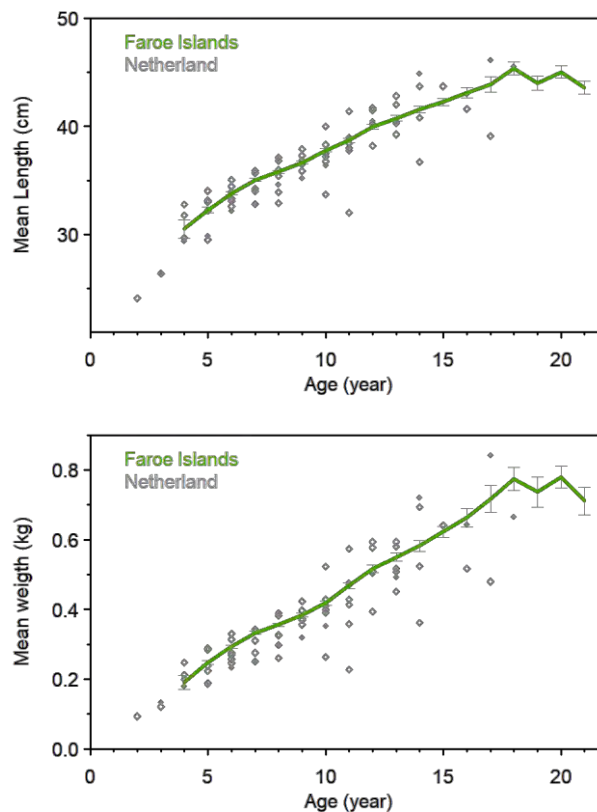 50
Faroe Islands
Netherland
40
Mean Length (cm)
30
0 5 10 15 20
Age (year)
Faroe Islands
Netherland
0.8
0.6
Mean weigth (kg)
0.4
0.2
0.0
0 5 10 15 20
Age (year)